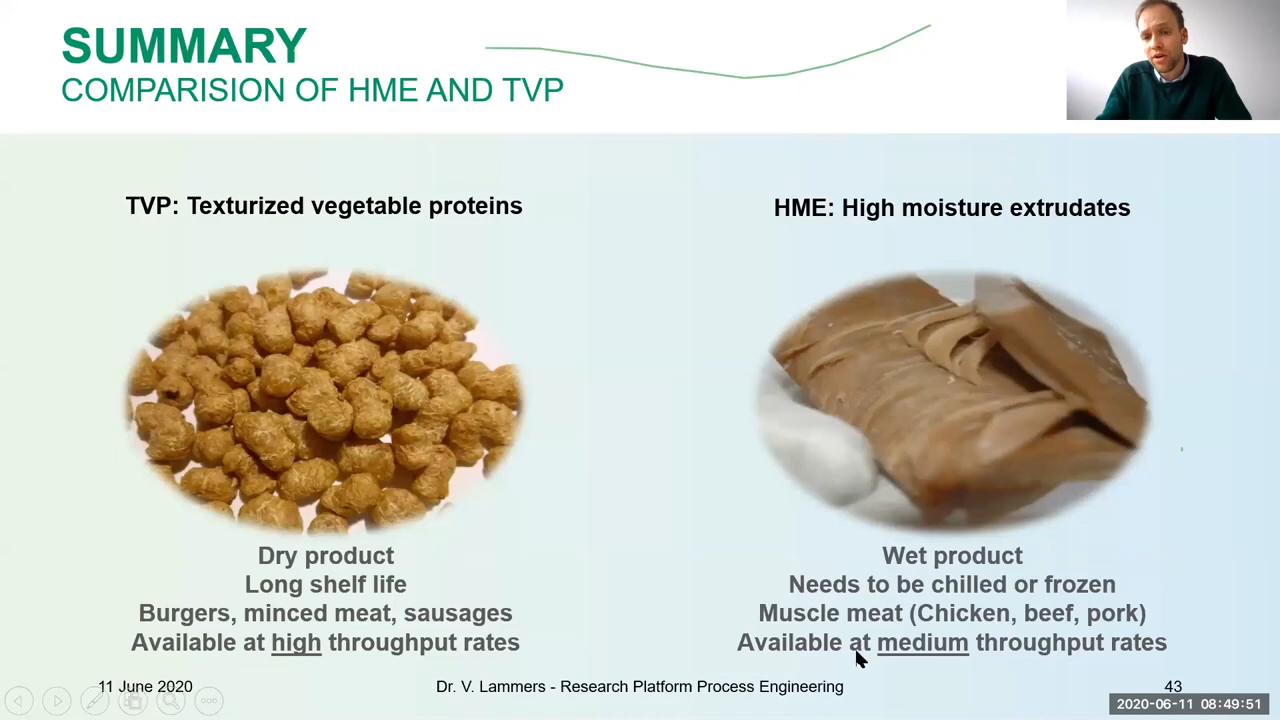 SUMMARY
COMPARISION OF HME AND TVP
TVP: Texturized vegetable proteins
HME: High moisture extrudates
Dry product
Long shelf life
Burgers, minced meat, sausages
Available at high throughput rates
Wet product
Needs to be chilled or frozen
Muscle meat (Chicken, beef, pork)
Available at medium throughput rates
11 June 2020
Dr. V. Lammers - Research Platform Process Engineering
43
2020-06-11 08:49:51